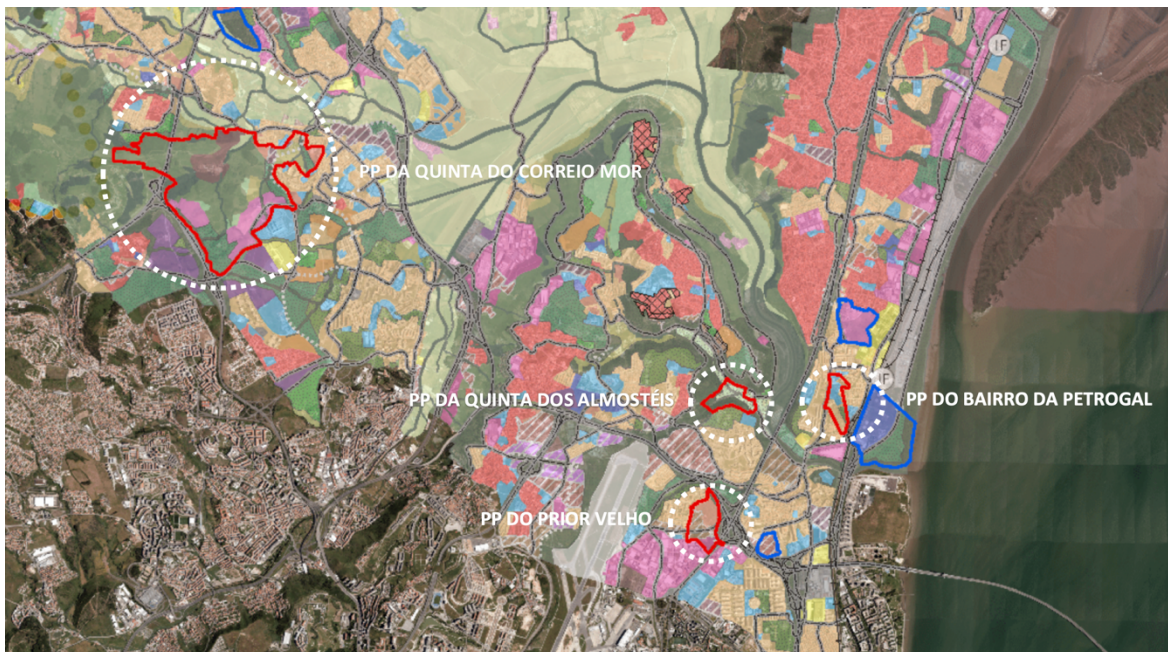 IF
PP DA QUINTA DO CORREIO MOR
IF
PP DA QUINTA DOS ALMOSTÉIS
PP DO BAIRRO DA PETROGAL
PP DO PRIOR VELHO